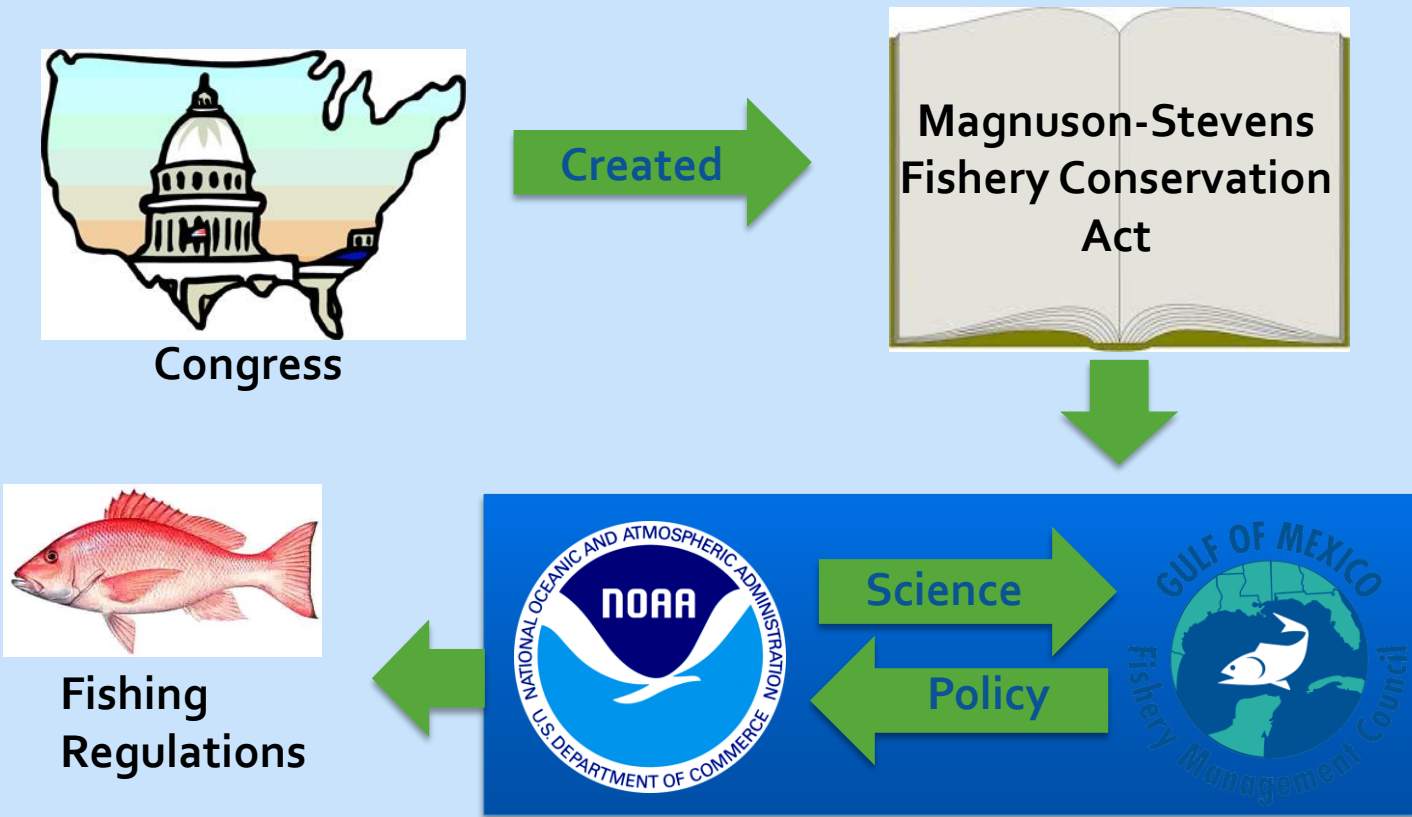 Created
Magnuson-Stevens
Fishery Conservation
Act
Congress
NATIONAL OCEANIC AND ATMOSPHERIC ADMINISTRATION
U.S. DEPARTMENT OF COMMERCE
NOAA
Science
Policy
GULF OF MEXICO
Fishery Management Council
Fishing
Regulations